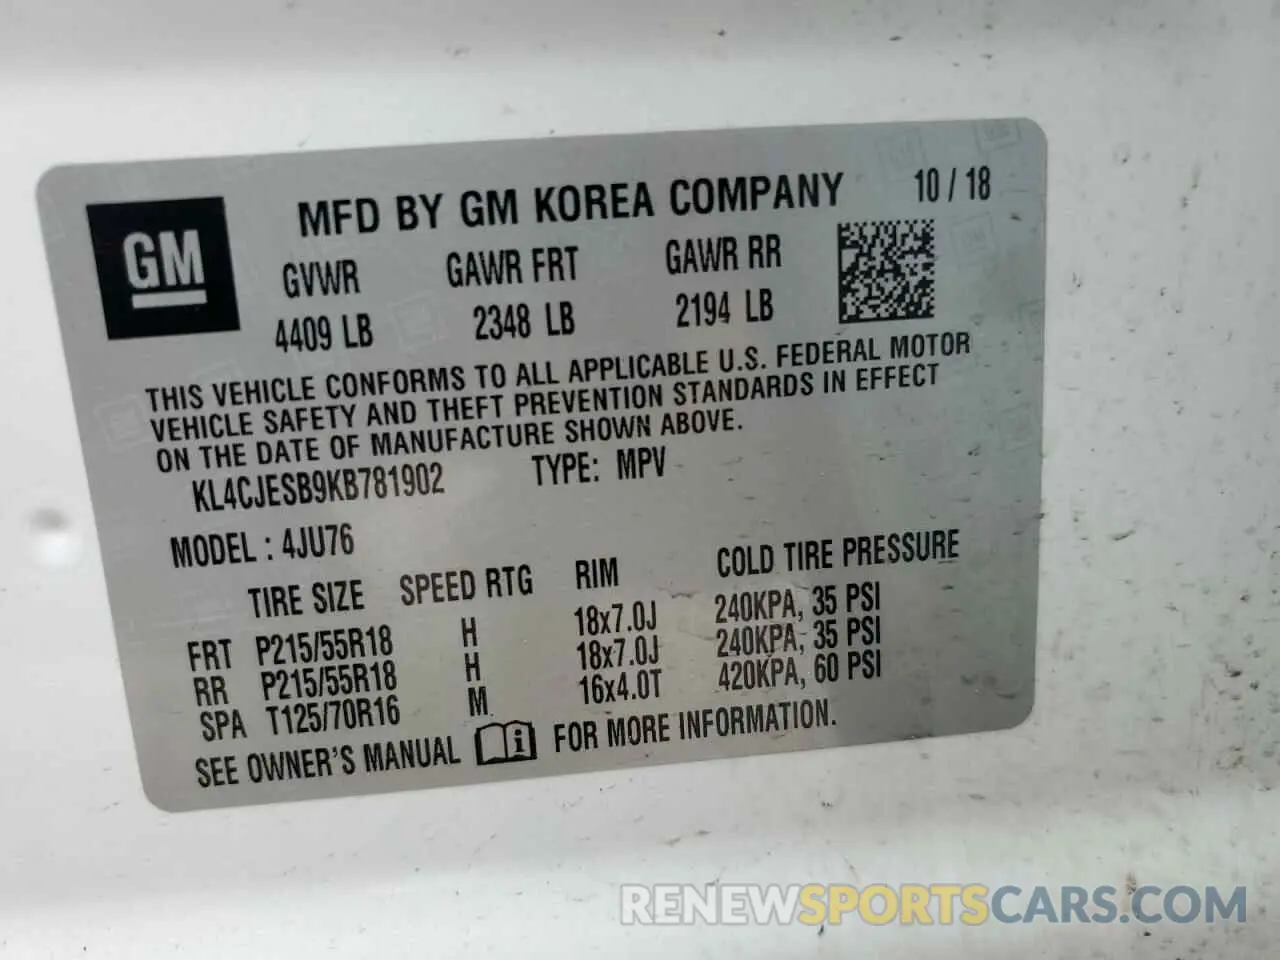 GM
MFD BY GM KOREA COMPANY 10 / 18
GVWR GAWR FRT GAWR RR
4409 LB 2348 LB 2194 LB
THIS VEHICLE CONFORMS TO ALL APPLICABLE U.S. FEDERAL MOTOR
VEHICLE SAFETY AND THEFT PREVENTION STANDARDS IN EFFECT
ON THE DATE OF MANUFACTURE SHOWN ABOVE.
KL4CJESB9KB781902 TYPE: MPV
MODEL : 4JU76
TIRE SIZE SPEED RTG RIM COLD TIRE PRESSURE
FRT P215/55R18 H 18x7.0J 240KPA, 35 PSI
RR P215/55R18 H 18x7.0J 240KPA, 35 PSI
SPA T125/70R16 M 16x4.0T 420KPA, 60 PSI
SEE OWNER'S MANUAL FOR MORE INFORMATION.
RENEWSPORTSCARS.COM